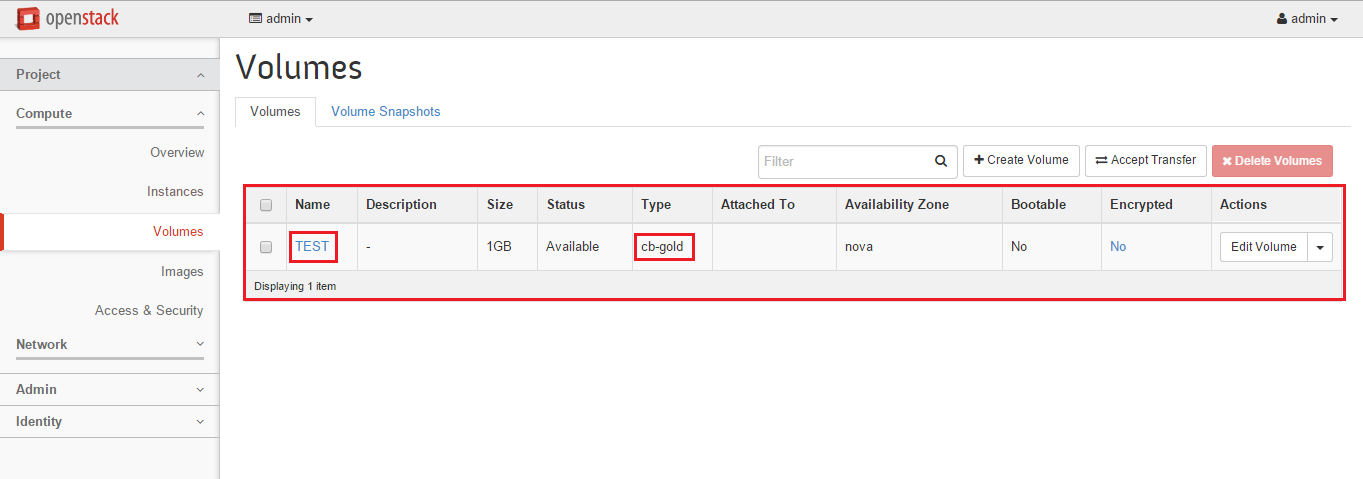 openstack admin admin
Project
Compute
Overview
Instances
Volumes
Images
Access & Security
Network
Admin
Identity
Volumes
Volumes Volume Snapshots
Filter Create Volume Accept Transfer Delete Volumes
Name Description Size Status Type Attached To Availability Zone Bootable Encrypted Actions
TEST - 1GB Available cb-gold nova No No Edit Volume
Displaying 1 item